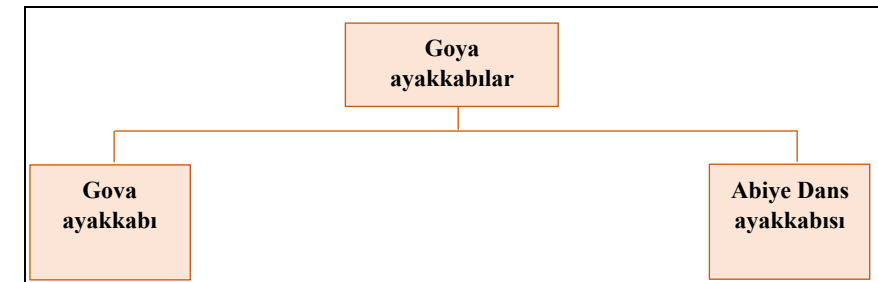 Goya
ayakkabılar
Gova
ayakkabı
Abiye Dans
ayakkabısı